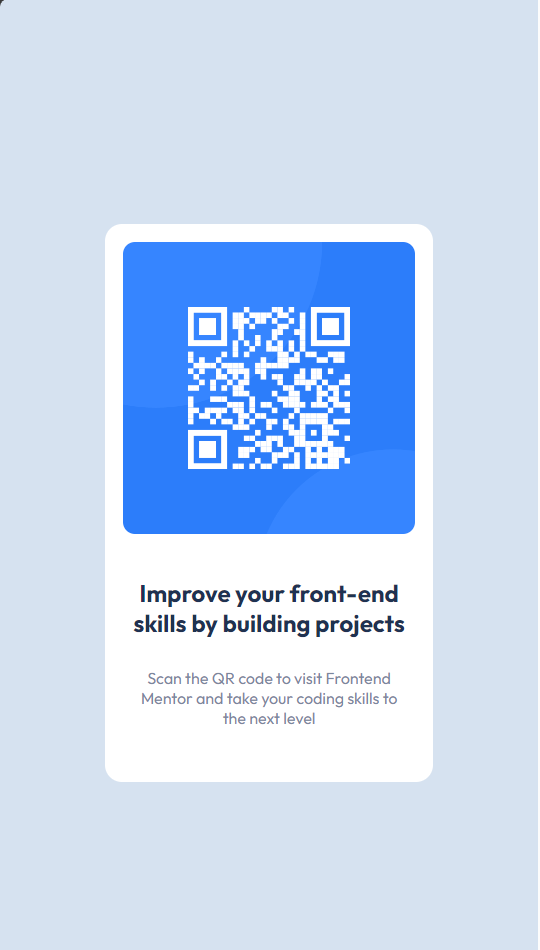 Improve your front-end
skills by building projects
Scan the QR code to visit Frontend
Mentor and take your coding skills to
the next level